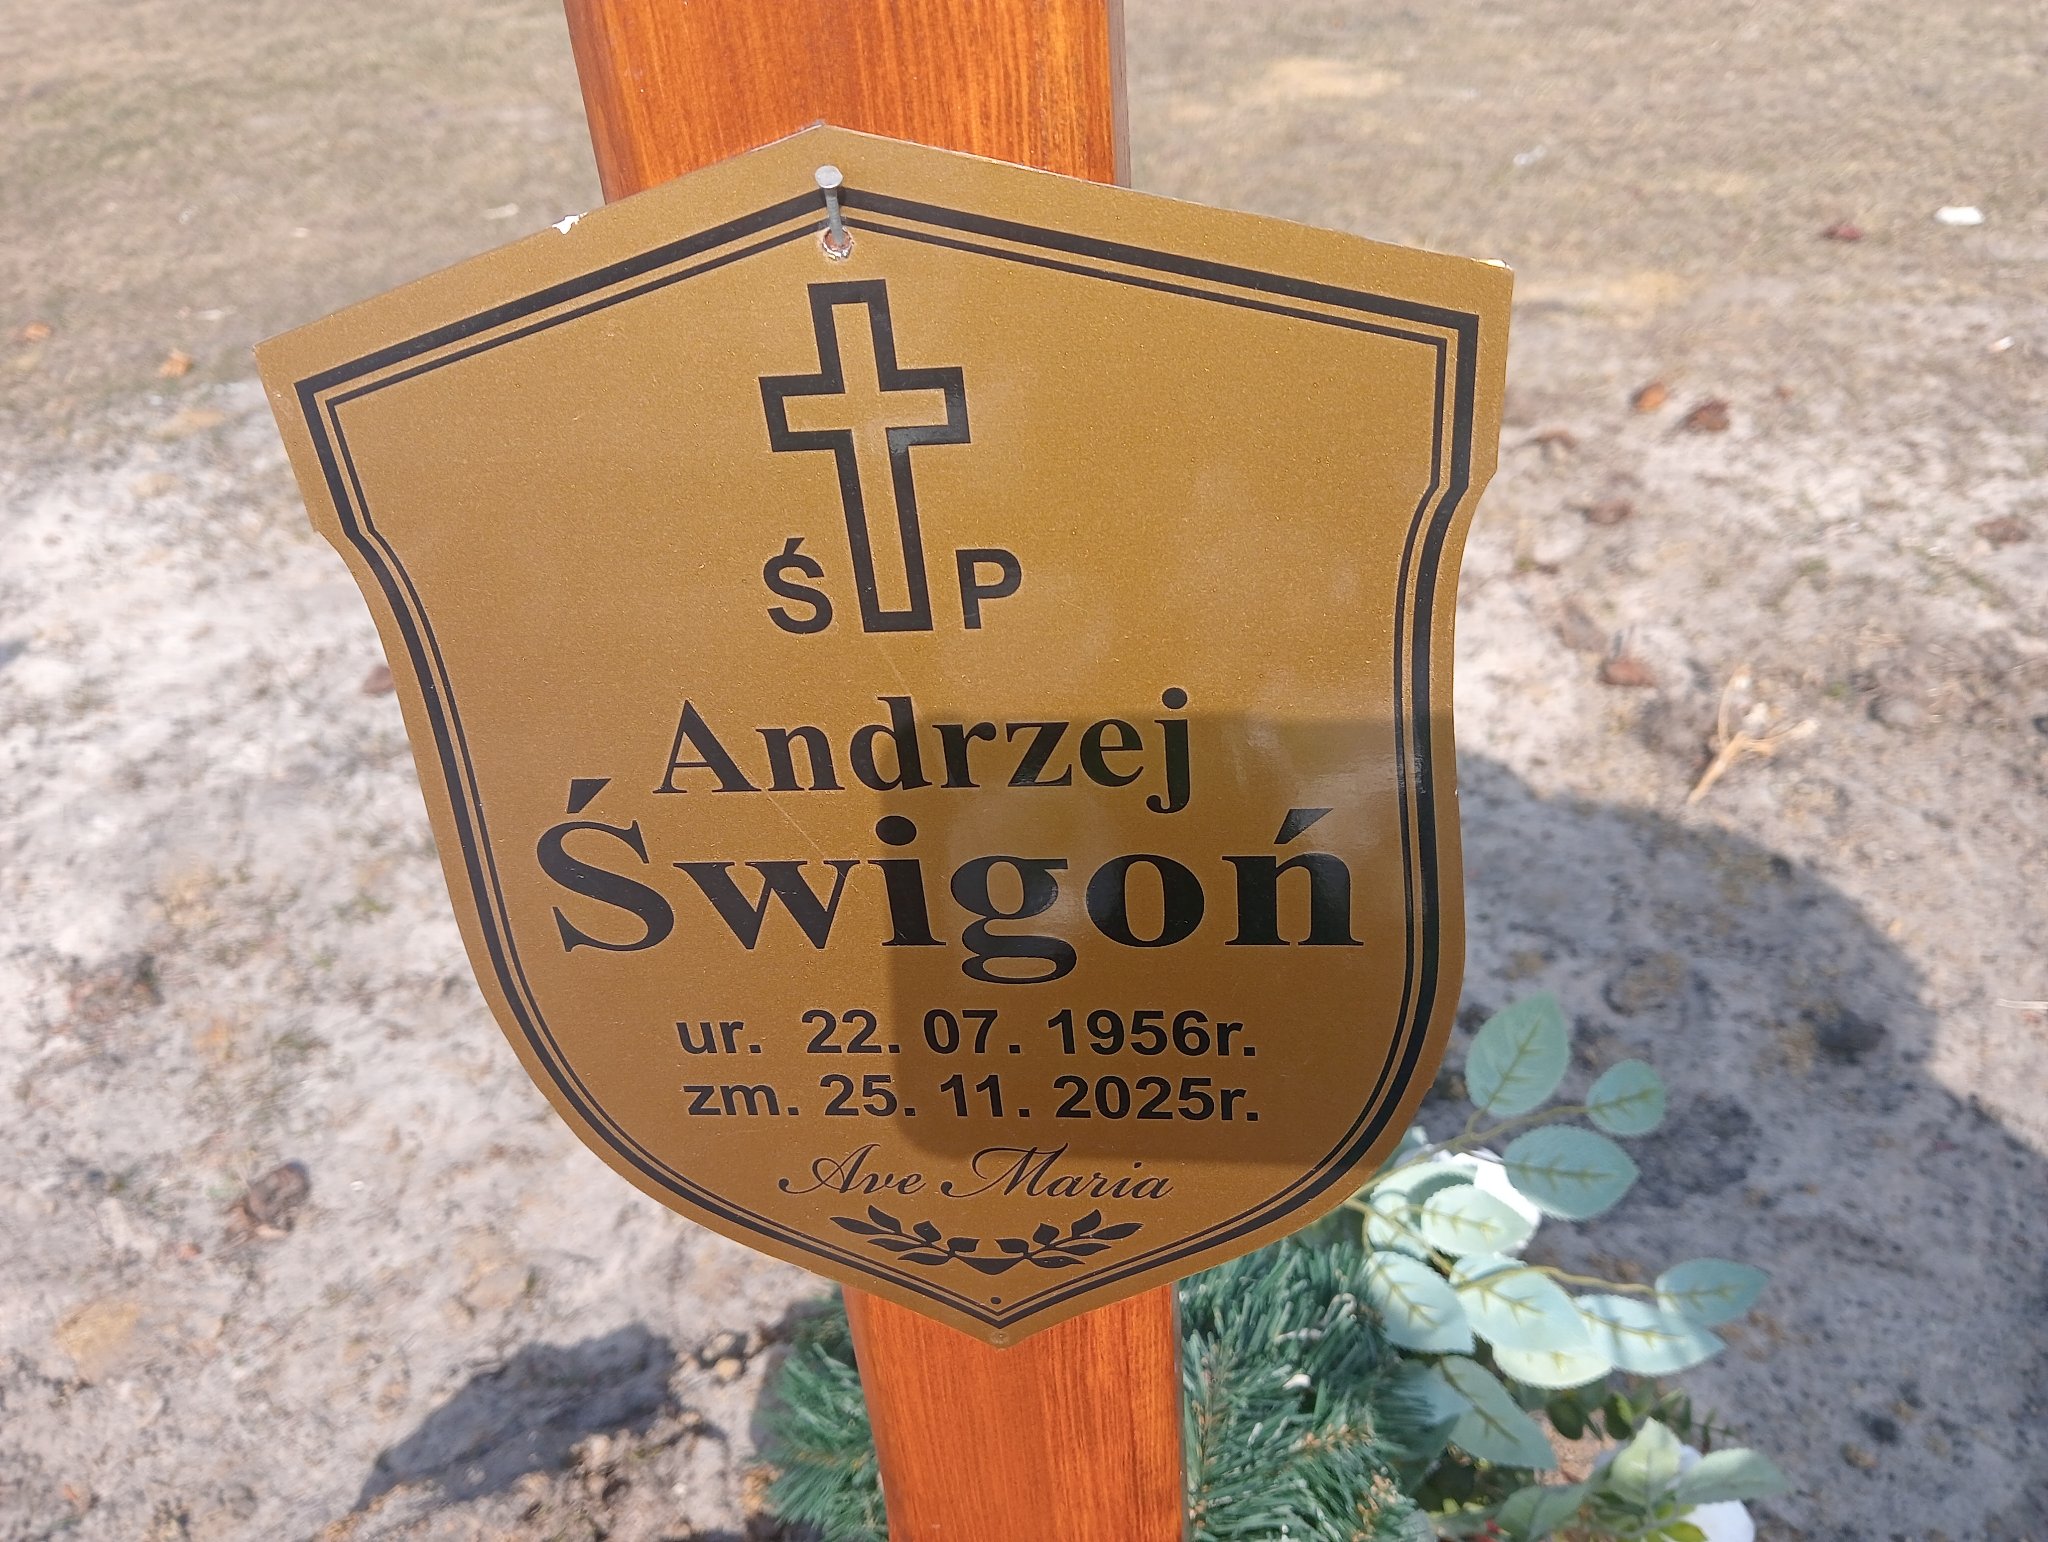 Ś P
Andrzej
Świgoń
ur. 22. 07. 1956r.
zm. 25. 11. 2025r.
Ave Maria